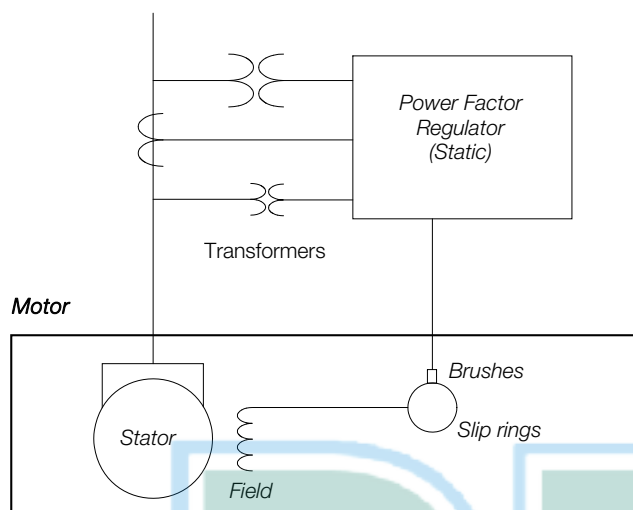 Power Factor
Regulator
(Static)
Transformers
Motor
Brushes
Stator
Slip rings
Field